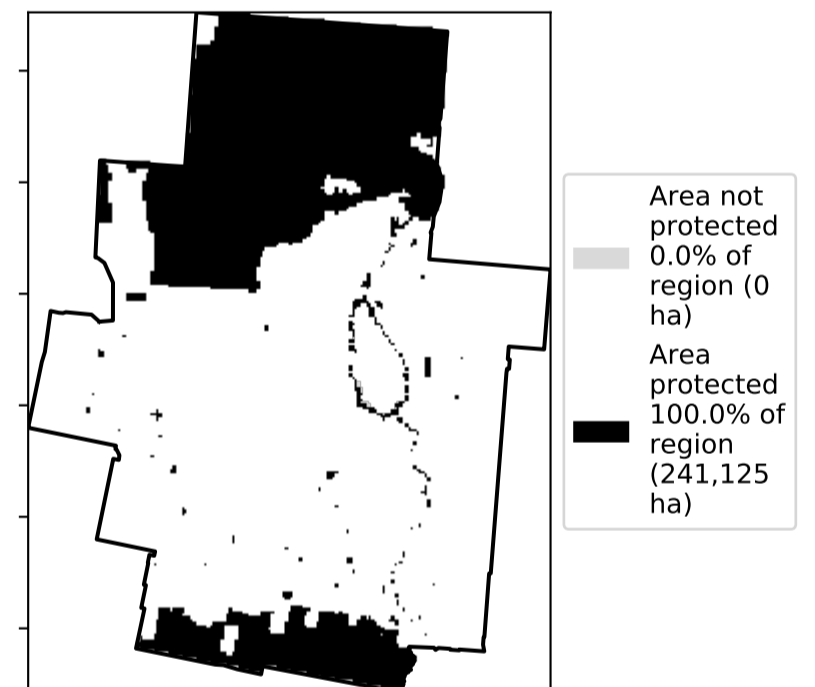 Area not
protected
0.0% of
region (0
ha)
Area
protected
100.0% of
region
(241,125
ha)